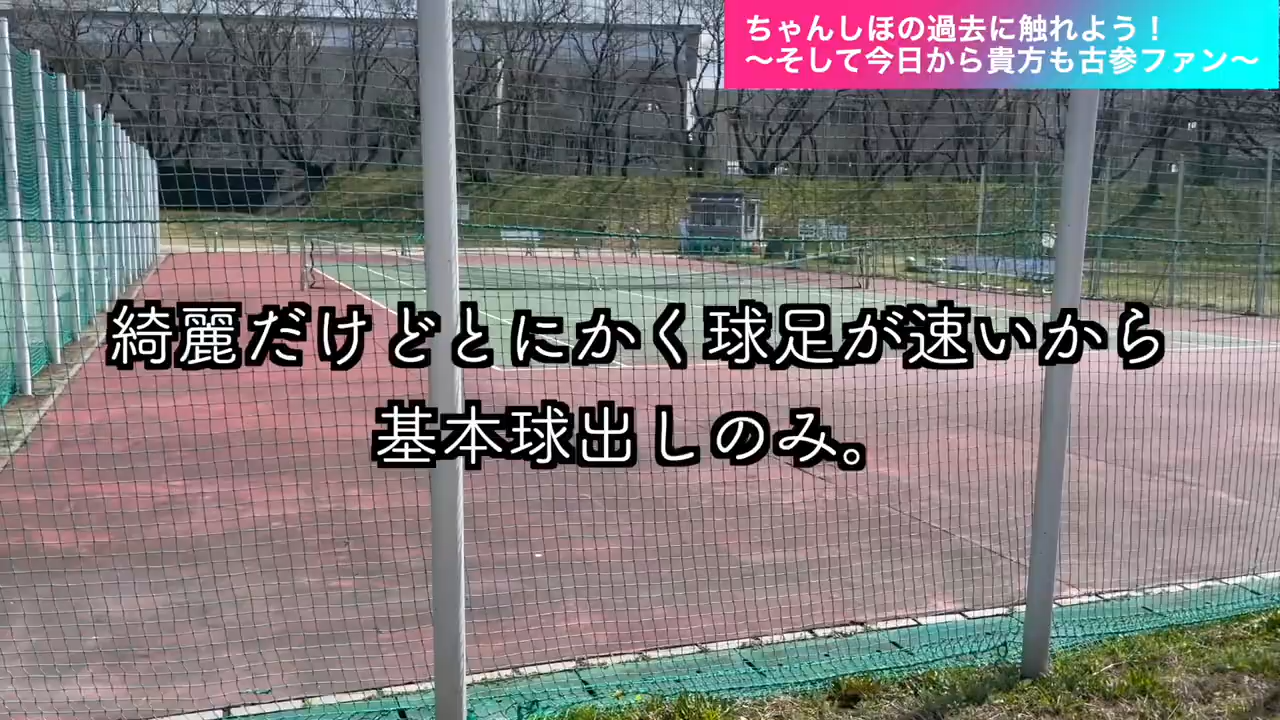 ちゃんしほの過去に触れよう！
〜そして今日から貴方も古参ファン〜
綺麗だけどとにかく球足が速いから
基本球出しのみ。